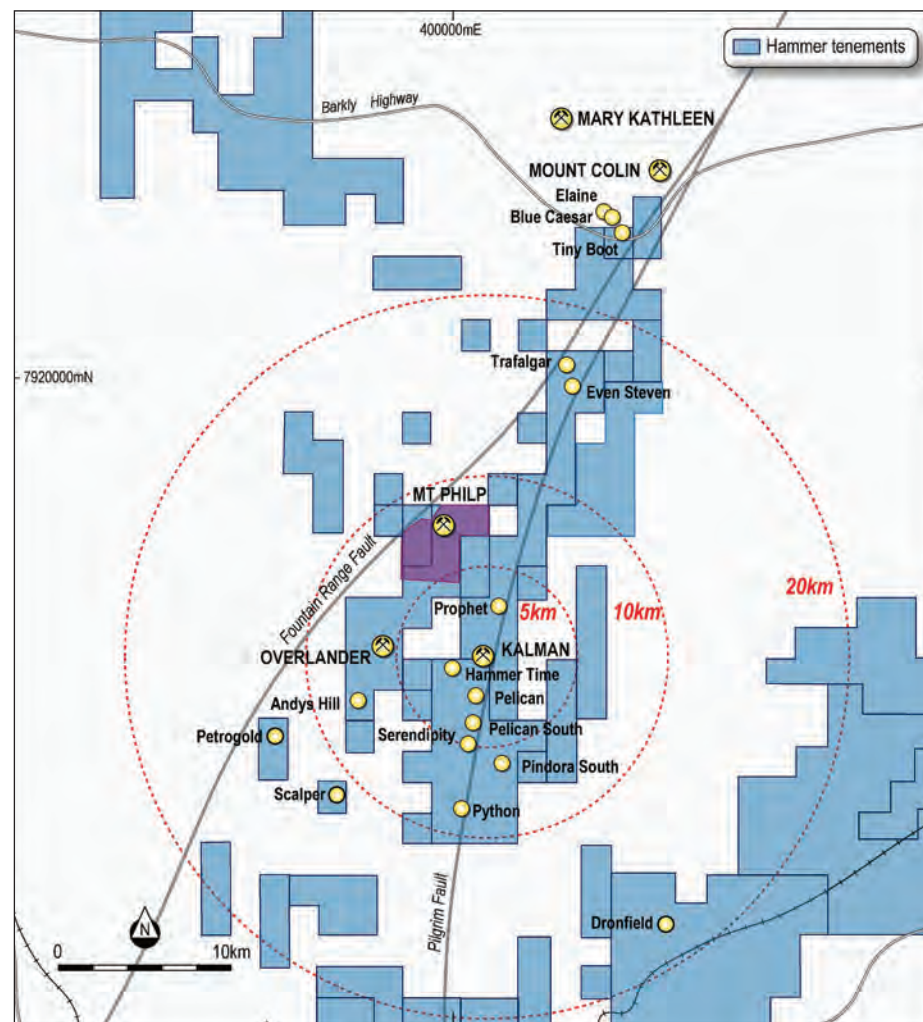 400000mE
Hammer tenements
Barkly Highway
MARY KATHLEEN
MOUNT COLIN
Elaine
Blue Caesar
Tiny Boot
Trafalgar
7920000mN
Even Steven
MT PHILP
Fountain Range Fault
Prophet
5km
10km
20km
OVERLANDER
KALMAN
Hammer Time
Andys Hill
Pelican
Petrogold
Serendipity
Pelican South
Pindora South
Scalper
Python
Pilgrim Fault
Dronfield
N
0
10km